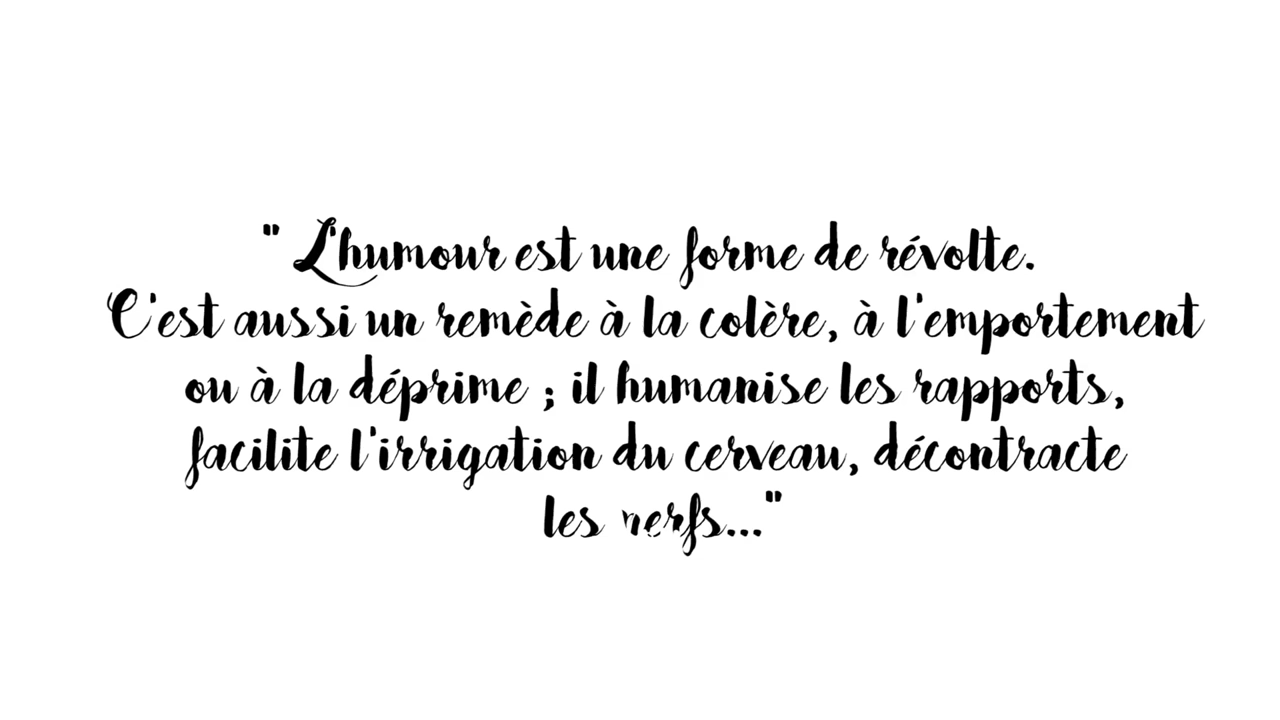 " L'humour est une forme de révolte.
C'est aussi un remède à la colère, à l'emportement
ou à la déprime ; il humanise les rapports,
facilite l'irrigation du cerveau, décontracte
les nerfs..."